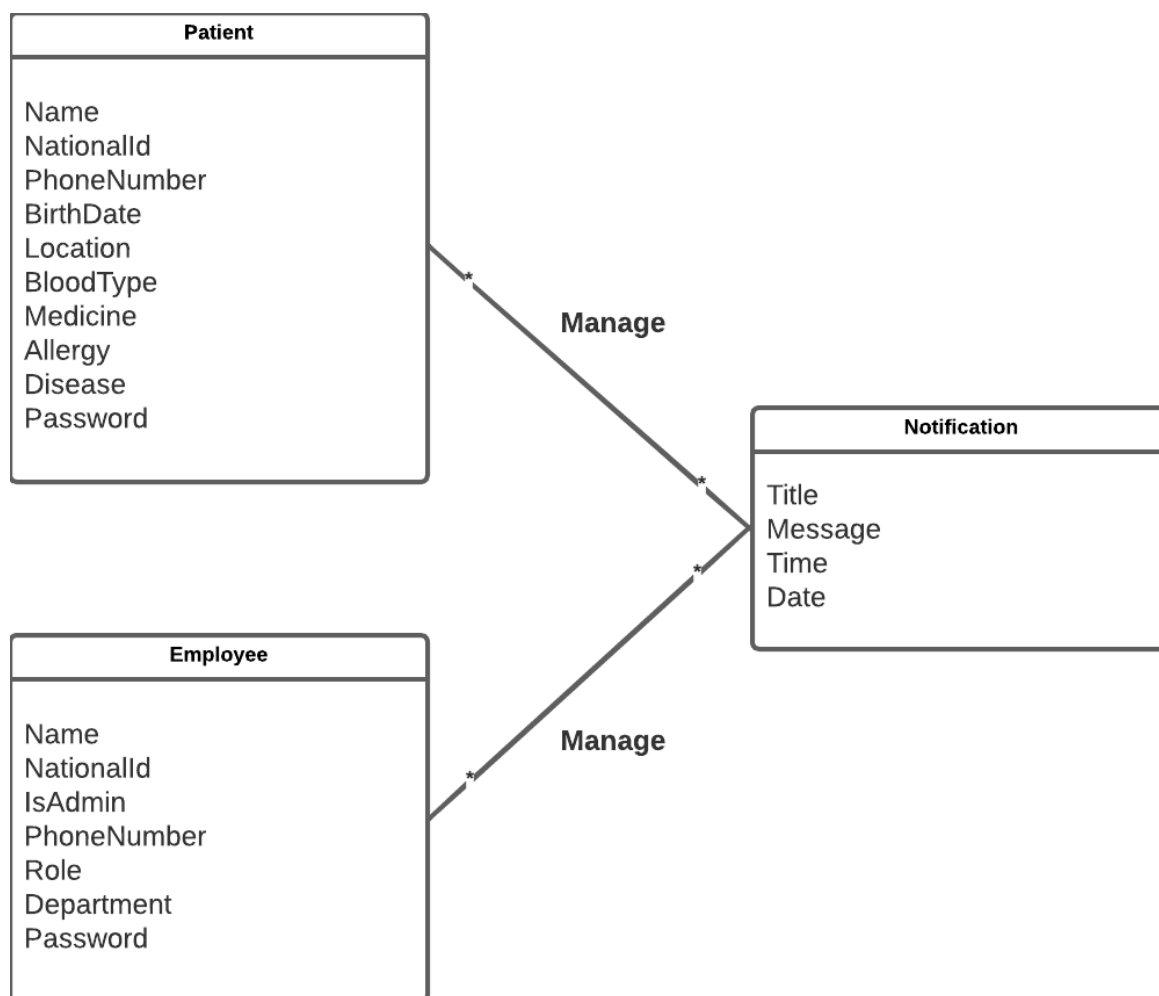 Patient
Name
NationalId
PhoneNumber
BirthDate
Location
BloodType
Medicine
Allergy
Disease
Password
*
Manage
*
Notification
Title
Message
Time
Date
*
Manage
*
Employee
Name
NationalId
IsAdmin
PhoneNumber
Role
Department
Password